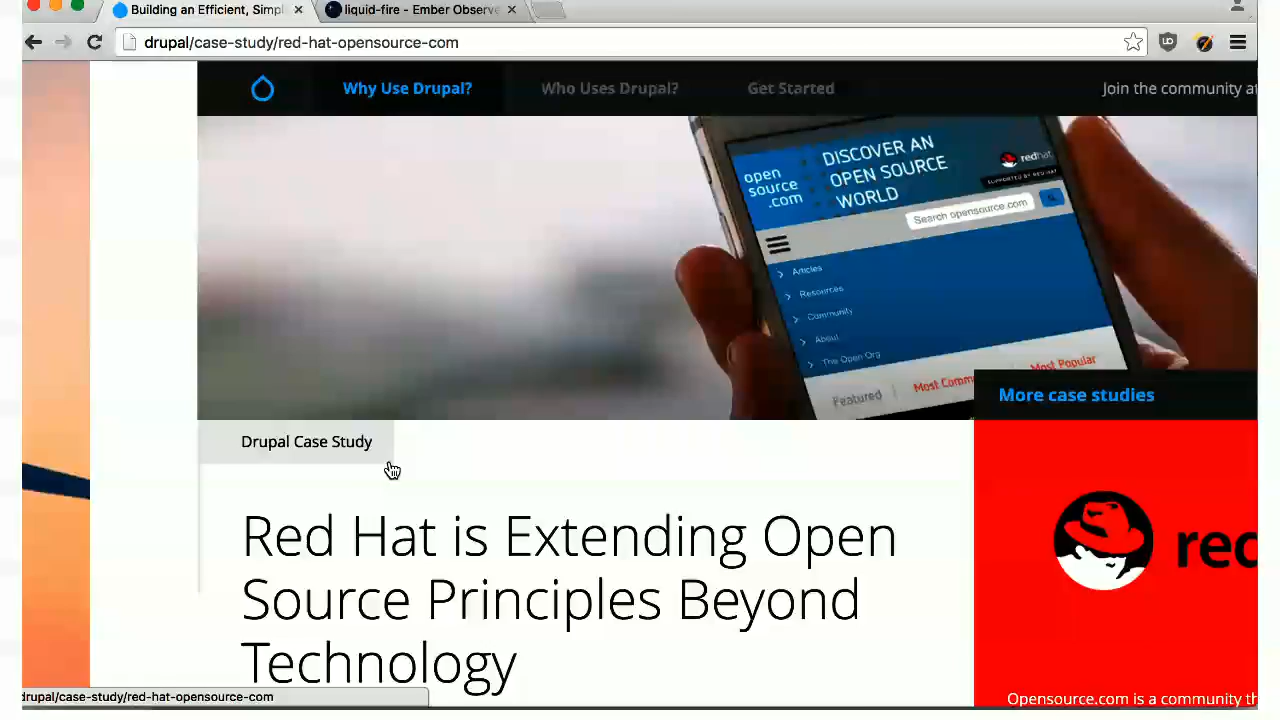 Building an Efficient, Simpl
liquid-fire - Ember Observe
drupal/case-study/red-hat-opensource-com
Why Use Drupal?
Who Uses Drupal?
Get Started
Join the community a
open
source
.com
DISCOVER AN
OPEN SOURCE
WORLD
redhat
SUPPORTED BY RED HAT
Search opensource.com
Articles
Resources
Community
About
The Open Org
Featured
Most Comm
Most Popular
More case studies
Drupal Case Study
Red Hat is Extending Open
Source Principles Beyond
Technology
red
Opensource.com is a community th
drupal/case-study/red-hat-opensource-com